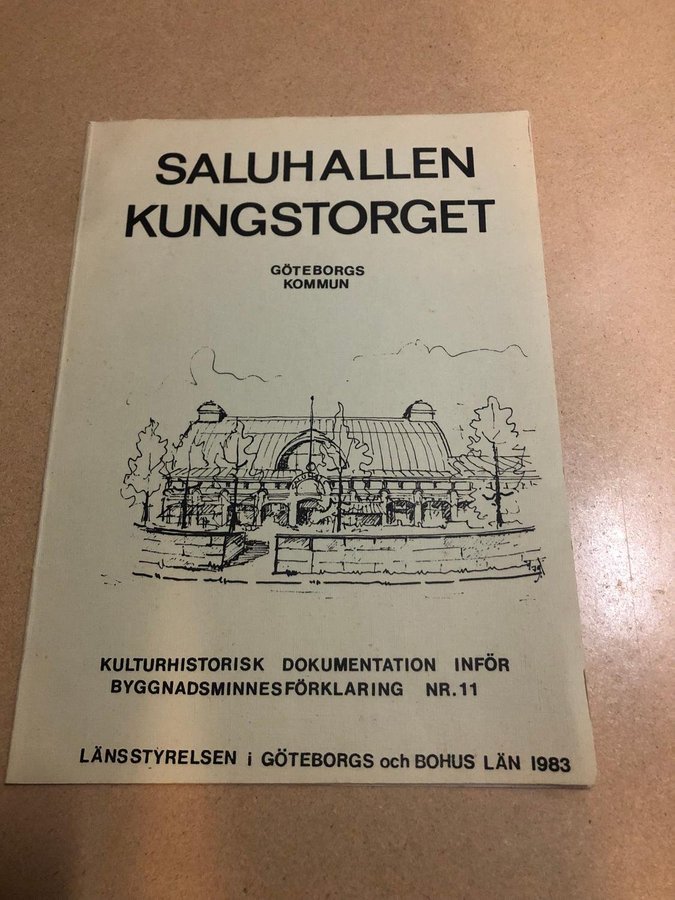 SALUHALLEN
KUNGSTORGET
GÖTEBORGS
KOMMUN
KULTURHISTORISK DOKUMENTATION INFÖR
BYGGNADSMINNESFÖRKLARING NR.11
LÄNSSTYRELSEN i GÖTEBORGS och BOHUS LÄN 1983